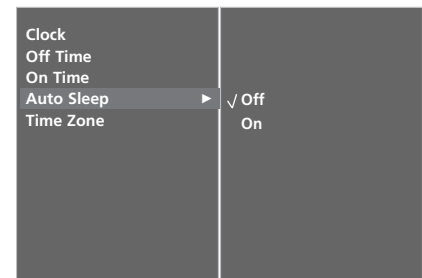 Clock
Off Time
On Time
Auto Sleep ► √ Off
Time Zone On